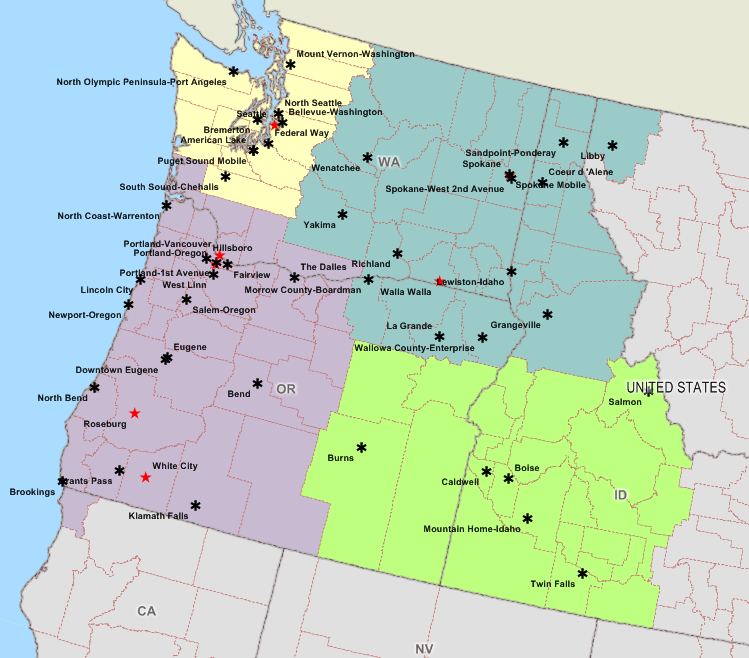 Mount Vernon-Washington
North Olympic Peninsula-Port Angeles
North Seattle
Seattle
Bellevue-Washington
Bremerton
Federal Way
American Lake
Puget Sound Mobile
WA
Wenatchee
Sandpoint-Ponderay
Libby
Spokane
Coeur d 'Alene
South Sound-Chehalis
Spokane-West 2nd Avenue
Spokane Mobile
North Coast-Warrenton
Yakima
Portland-Vancouver
Hillsboro
Portland-Oregon
Richland
The Dalles
Portland-1st Avenue
Fairview
West Linn
Morrow County-Boardman
Walla Walla
Lewiston-Idaho
Lincoln City
Newport-Oregon
Salem-Oregon
La Grande
Grangeville
Eugene
Wallowa County-Enterprise
Downtown Eugene
OR
UNITED STATES
North Bend
Bend
Salmon
Roseburg
Burns
White City
Boise
rants Pass
Caldwell
Brookings
ID
Klamath Falls
Mountain Home-Idaho
Twin Falls
CA
NV